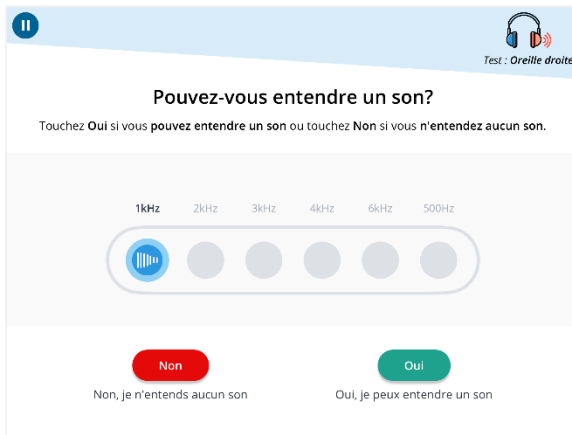 Test : Oreille droite
Pouvez-vous entendre un son?
Touchez Oui si vous pouvez entendre un son ou touchez Non si vous n'entendez aucun son.
1kHz 2kHz 3kHz 4kHz 6kHz 500Hz
Non Oui
Non, je n'entends aucun son Oui, je peux entendre un son